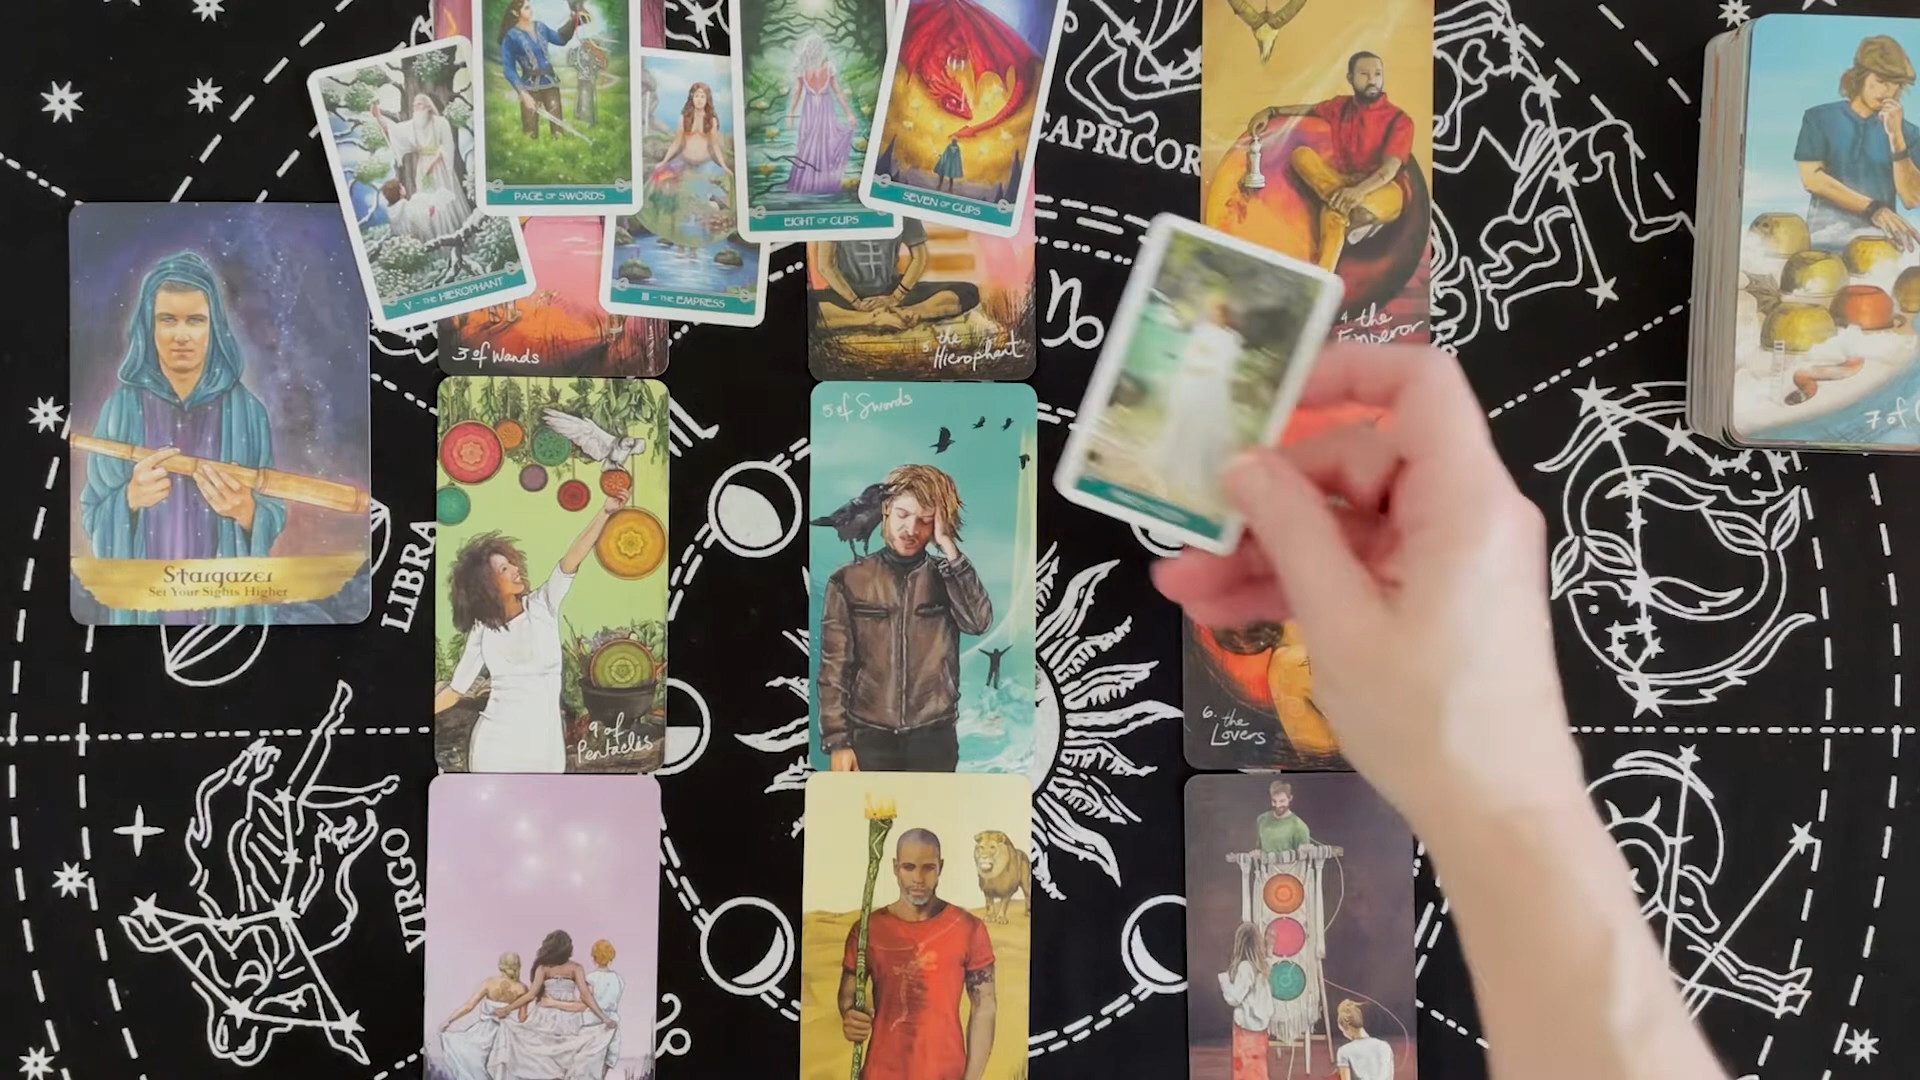 PAGE OF SWORDS
EIGHT OF CUPS
SEVEN OF CUPS
V - THE HIEROPHANT
III - THE EMPRESS
CAPRICOR
3 of Wands
5. the
Hierophant
4. the
Emperor
5 of Swords
7 of
Stargazer
Set Your Sights Higher
LIBRA
9 of
Pentacles
6. the
Lovers
VIRGO